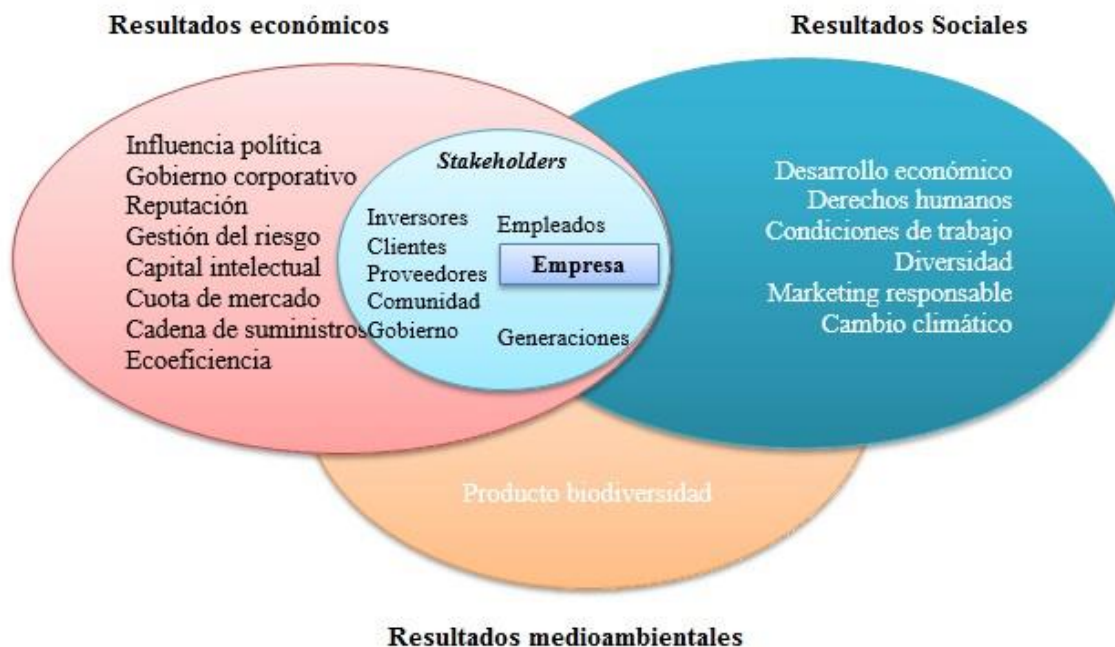 Resultados económicos
Resultados Sociales
Influencia política
Gobierno corporativo
Reputación
Gestión del riesgo
Capital intelectual
Cuota de mercado
Cadena de suministros
Ecoeficiencia
Stakeholders
Inversores
Clientes
Proveedores
Comunidad
Gobierno
Empleados
Empresa
Generaciones
Desarrollo económico
Derechos humanos
Condiciones de trabajo
Diversidad
Marketing responsable
Cambio climático
Producto biodiversidad
Resultados medioambientales